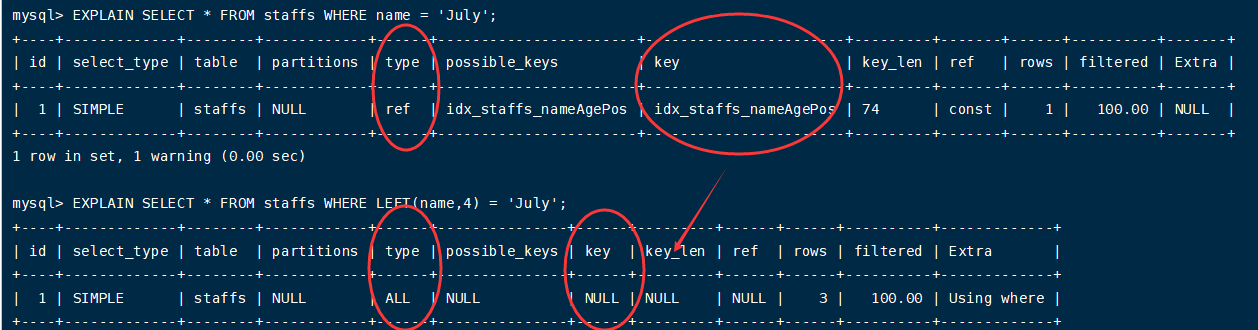 mysql> EXPLAIN SELECT * FROM staffs WHERE name = 'July';
+----+-------------+--------+------------+------+-----------------------+-----------------------+---------+-------+------+----------+-------+
| id | select_type | table  | partitions | type | possible_keys         | key                   | key_len | ref   | rows | filtered | Extra |
+----+-------------+--------+------------+------+-----------------------+-----------------------+---------+-------+------+----------+-------+
|  1 | SIMPLE      | staffs | NULL       | ref  | idx_staffs_nameAgePos | idx_staffs_nameAgePos | 74      | const |    1 |   100.00 | NULL  |
+----+-------------+--------+------------+------+-----------------------+-----------------------+---------+-------+------+----------+-------+
1 row in set, 1 warning (0.00 sec)
mysql> EXPLAIN SELECT * FROM staffs WHERE LEFT(name,4) = 'July';
+----+-------------+--------+------------+------+---------------+------+---------+------+------+----------+-------------+
| id | select_type | table  | partitions | type | possible_keys | key  | key_len | ref  | rows | filtered | Extra       |
+----+-------------+--------+------------+------+---------------+------+---------+------+------+----------+-------------+
|  1 | SIMPLE      | staffs | NULL       | ALL  | NULL          | NULL | NULL    | NULL |    3 |   100.00 | Using where |
+----+-------------+--------+------------+------+---------------+------+---------+------+------+----------+-------------+